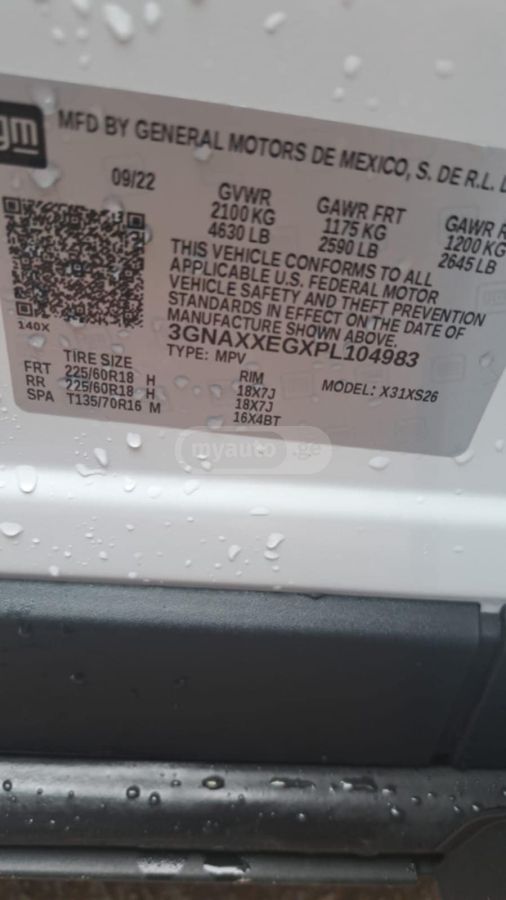 gm
MFD BY GENERAL MOTORS DE MEXICO, S. DE R.L.
09/22
GVWR
2100 KG
4630 LB
GAWR FRT
1175 KG
2590 LB
GAWR
1200 KG
2645 LB
THIS VEHICLE CONFORMS TO ALL
APPLICABLE U.S. FEDERAL MOTOR
VEHICLE SAFETY AND THEFT PREVENTION
STANDARDS IN EFFECT ON THE DATE OF
MANUFACTURE SHOWN ABOVE.
3GNAXXEGXPL104983
140X
TYPE: MPV
MODEL: X31XS26
TIRE SIZE
RIM
FRT 225/60R18 H 18X7J
RR 225/60R18 H 18X7J
SPA T135/70R16 M 16X4BT
myauto.ge